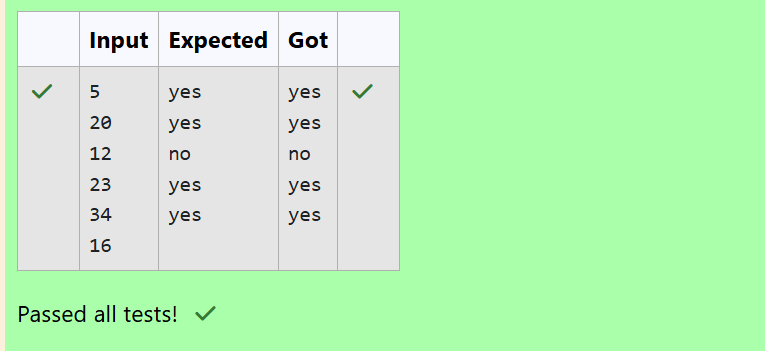 Input Expected Got
5 yes yes
20 yes yes
12 no no
23 yes yes
34 yes yes
16
Passed all tests!